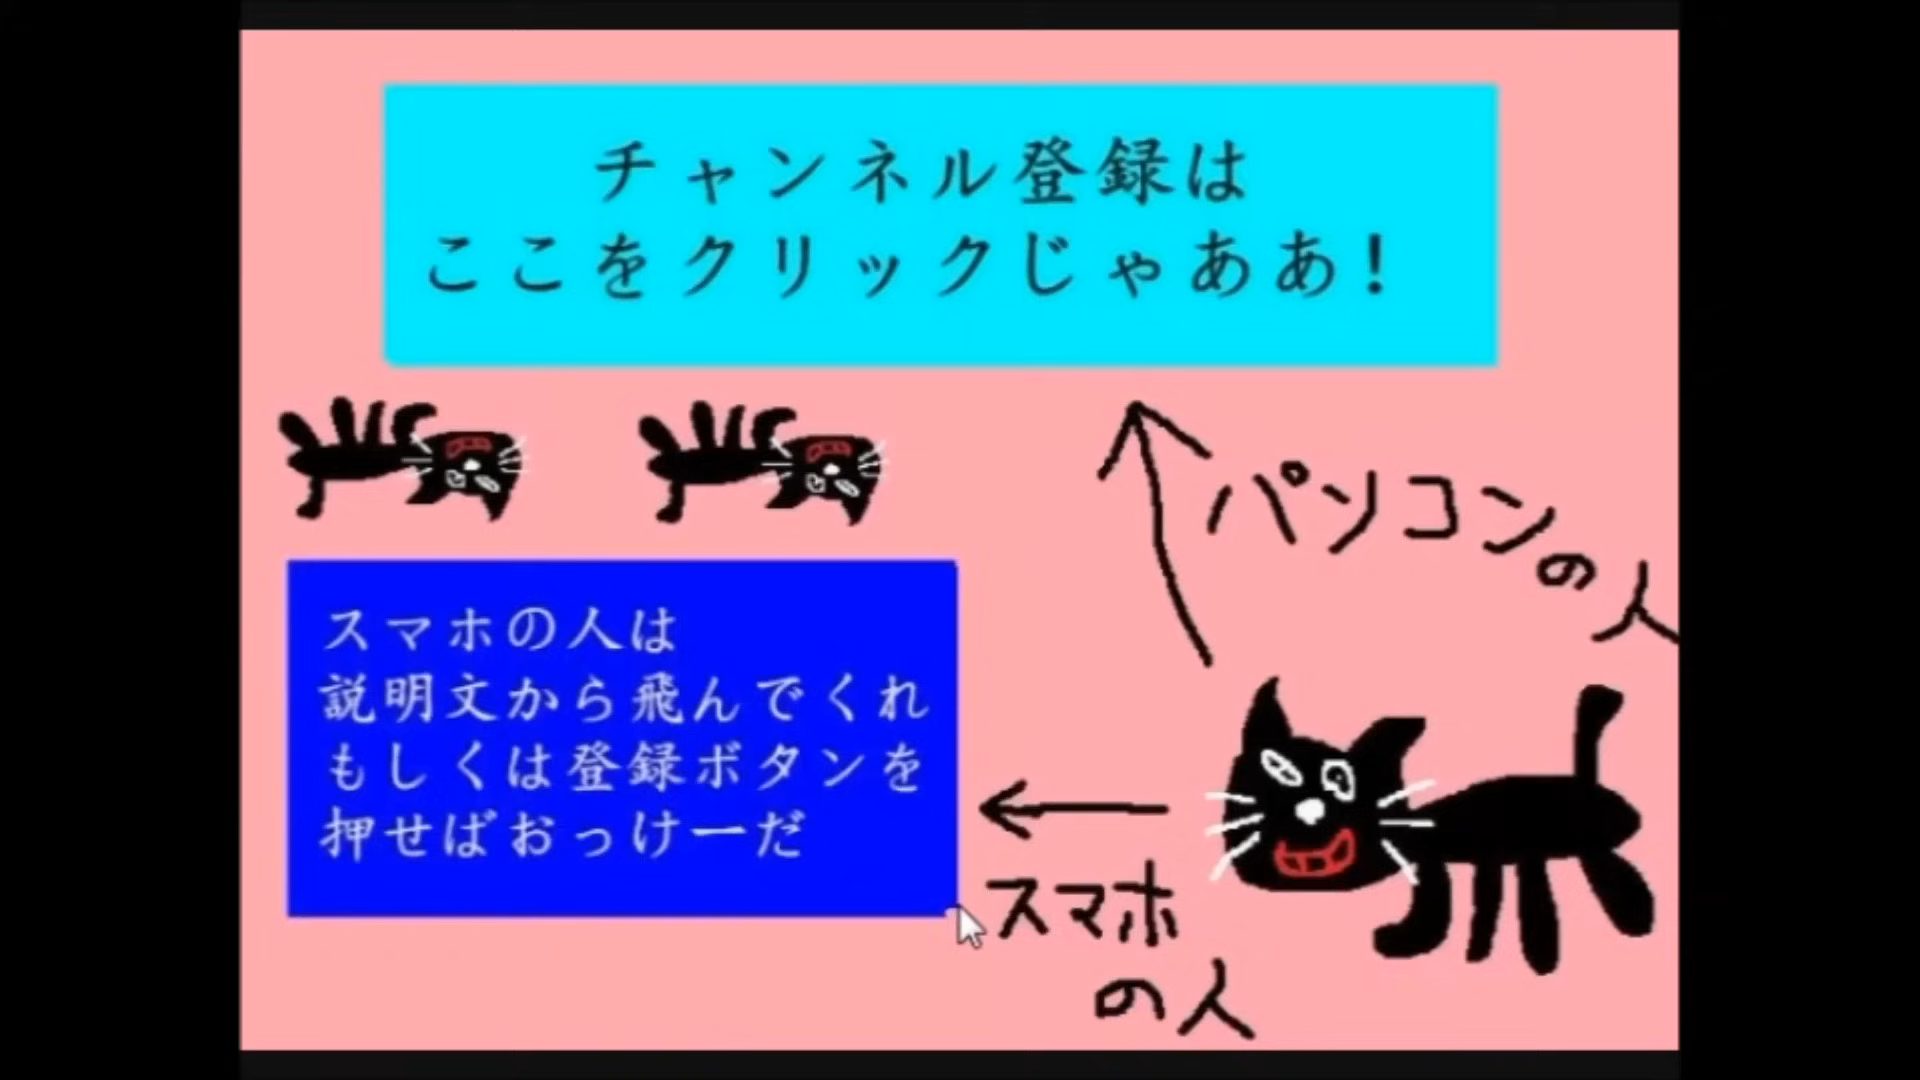 チャンネル登録は
ここをクリックじゃああ！
パソコンの人
スマホの人は
説明文から飛んでくれ
もしくは登録ボタンを
押せばおっけーだ
スマホ
の人